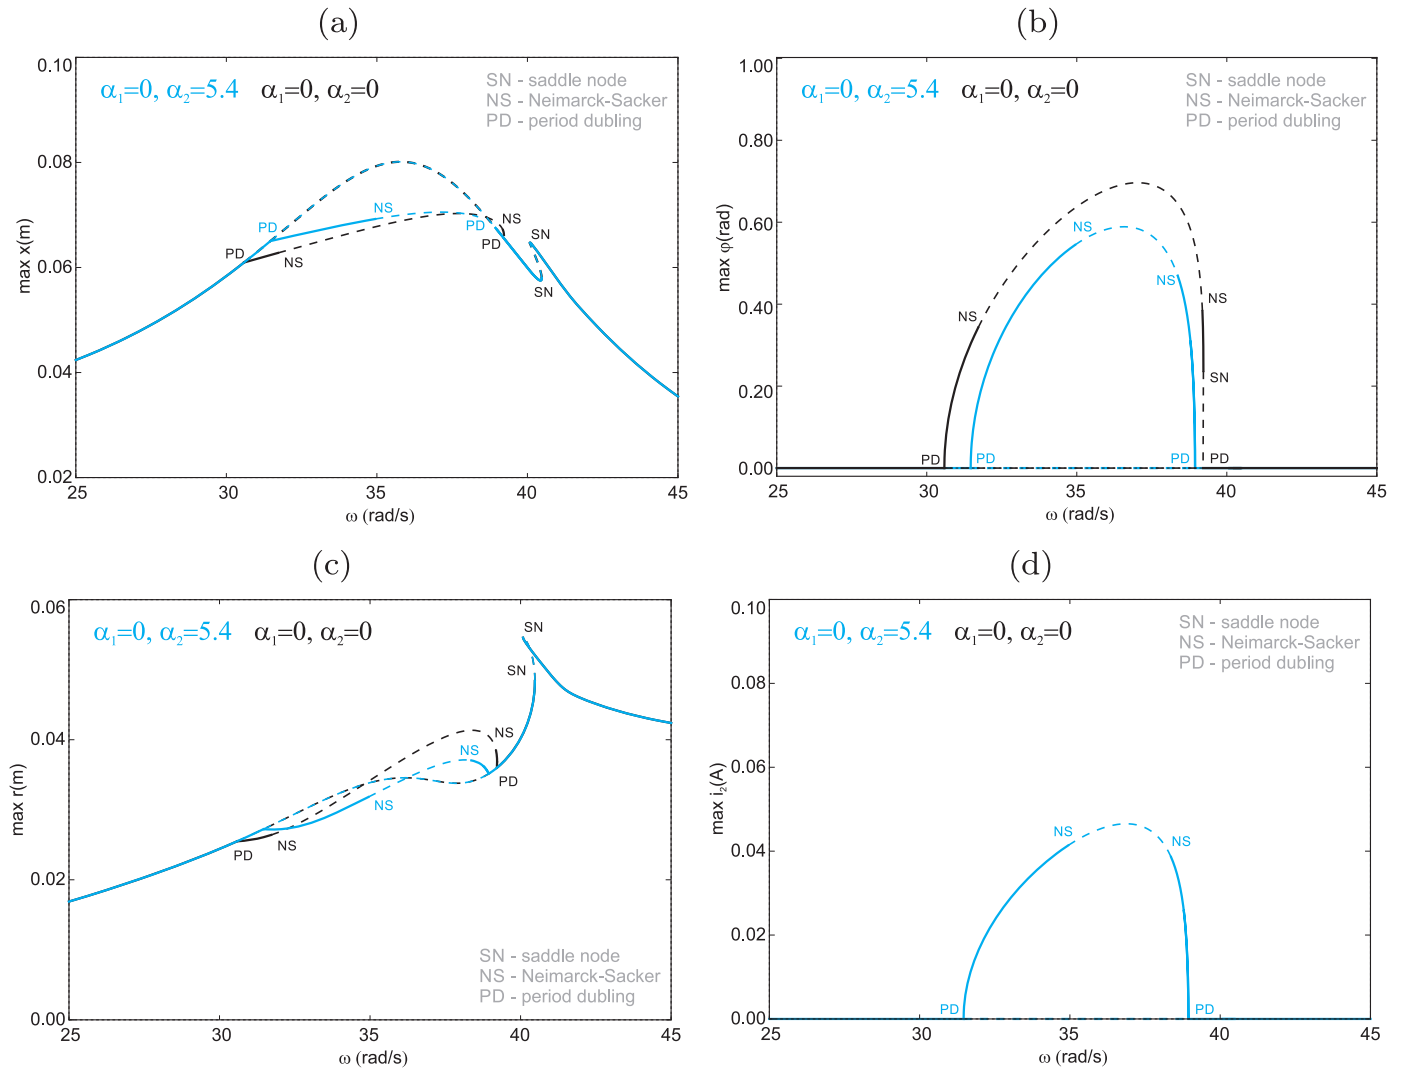 (a)
α₁=0, α₂=5.4 α₁=0, α₂=0
SN - saddle node
NS - Neimarck-Sacker
PD - period dubling
max x(m)
0.10
0.08
0.06
0.04
0.02
PD
PD
NS
NS
PD
NS
PD
SN
SN
25
30
35
40
45
ω (rad/s)
(b)
α₁=0, α₂=5.4 α₁=0, α₂=0
SN - saddle node
NS - Neimarck-Sacker
PD - period dubling
max φ(rad)
1.00
0.80
0.60
0.40
0.20
0.00
NS
NS
NS
NS
SN
PD
PD
PD
PD
25
30
35
40
45
ω (rad/s)
(c)
α₁=0, α₂=5.4 α₁=0, α₂=0
max r(m)
0.06
0.04
0.02
0.00
SN
SN
NS
NS
NS
PD
PD
NS
SN - saddle node
NS - Neimarck-Sacker
PD - period dubling
25
30
35
40
45
ω (rad/s)
(d)
α₁=0, α₂=5.4 α₁=0, α₂=0
SN - saddle node
NS - Neimarck-Sacker
PD - period dubling
max i₂(A)
0.10
0.08
0.06
0.04
0.02
0.00
NS
NS
PD
PD
25
30
35
40
45
ω (rad/s)